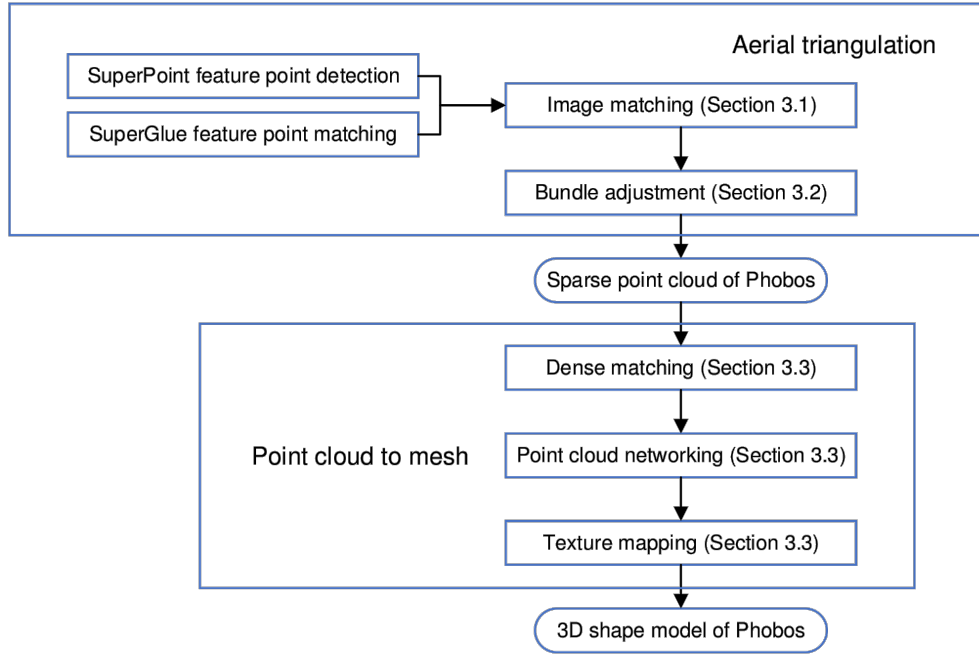 Aerial triangulation
SuperPoint feature point detection
SuperGlue feature point matching
Image matching (Section 3.1)
Bundle adjustment (Section 3.2)
Sparse point cloud of Phobos
Point cloud to mesh
Dense matching (Section 3.3)
Point cloud networking (Section 3.3)
Texture mapping (Section 3.3)
3D shape model of Phobos